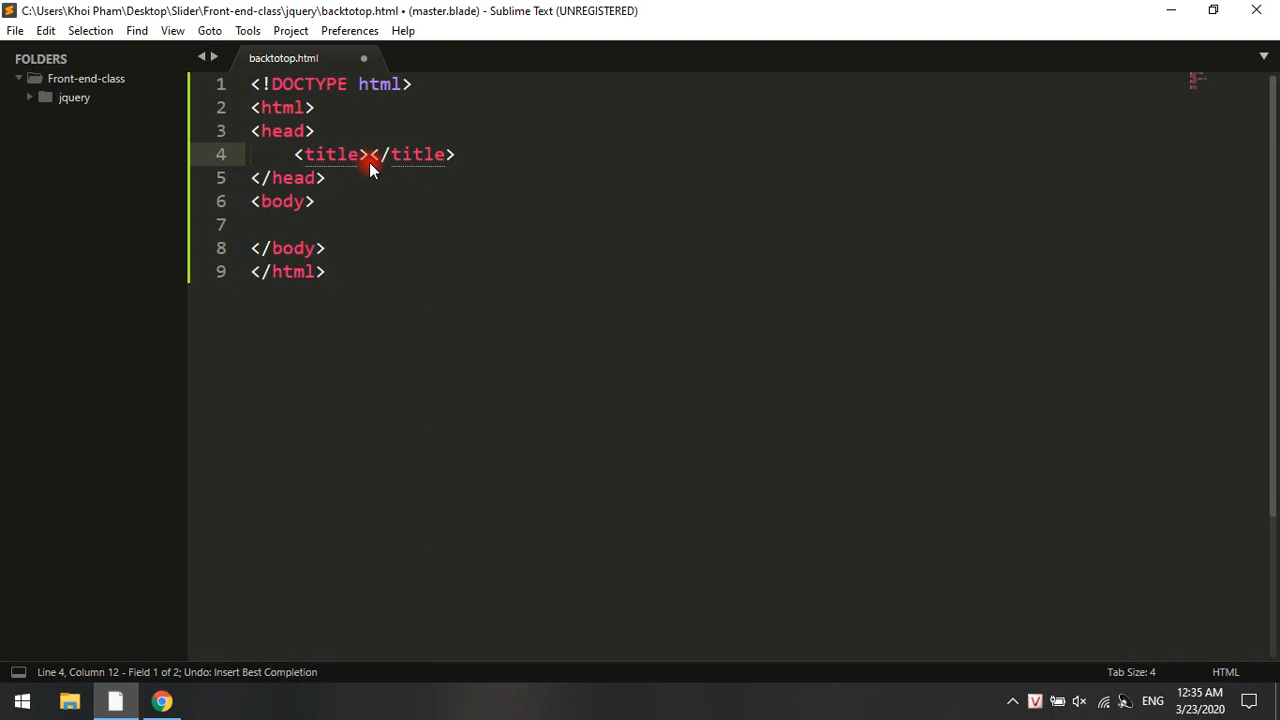 C:\Users\Khoi Pham\Desktop\Slider\Front-end-class\jquery\backtotop.html • (master.blade) - Sublime Text (UNREGISTERED)
File Edit Selection Find View Goto Tools Project Preferences Help
FOLDERS
Front-end-class
jquery
backtotop.html
1 <!DOCTYPE html>
2 <html>
3 <head>
4 <title></title>
5 </head>
6 <body>
7
8 </body>
9 </html>
Line 4, Column 12 - Field 1 of 2; Undo: Insert Best Completion
Tab Size: 4
HTML
V
ENG
12:35 AM
3/23/2020